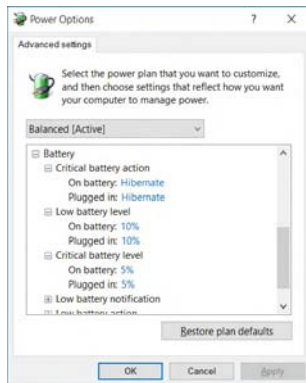 Power Options
Advanced settings
Select the power plan that you want to customize,
and then choose settings that reflect how you want
your computer to manage power.
Balanced [Active]
Battery
Critical battery action
On battery: Hibernate
Plugged in: Hibernate
Low battery level
On battery: 10%
Plugged in: 10%
Critical battery level
On battery: 5%
Plugged in: 5%
Low battery notification
Low battery action
Restore plan defaults
OK
Cancel
Apply